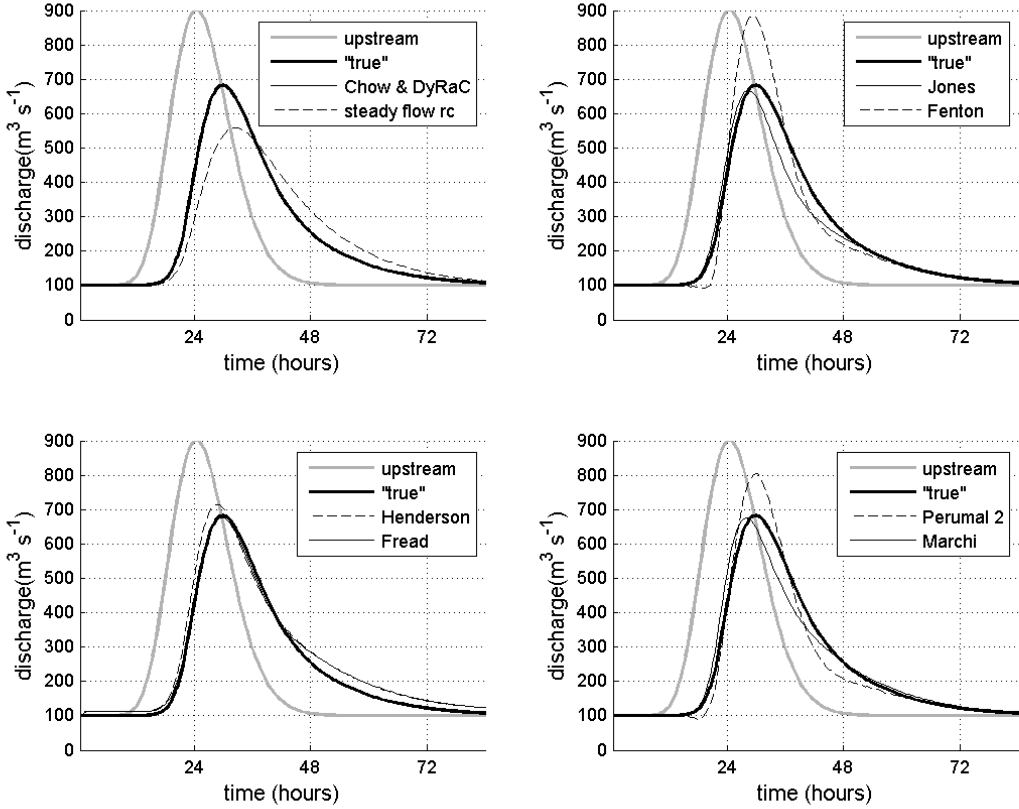 900
800
700
600
500
400
300
200
100
0
24
48
72
discharge(m³ s⁻¹)
time (hours)
upstream
"true"
Chow & DyRaC
steady flow rc
900
800
700
600
500
400
300
200
100
0
24
48
72
discharge(m³ s⁻¹)
time (hours)
upstream
"true"
Jones
Fenton
900
800
700
600
500
400
300
200
100
0
24
48
72
discharge(m³ s⁻¹)
time (hours)
upstream
"true"
Henderson
Fread
900
800
700
600
500
400
300
200
100
0
24
48
72
discharge(m³ s⁻¹)
time (hours)
upstream
"true"
Perumal 2
Marchi